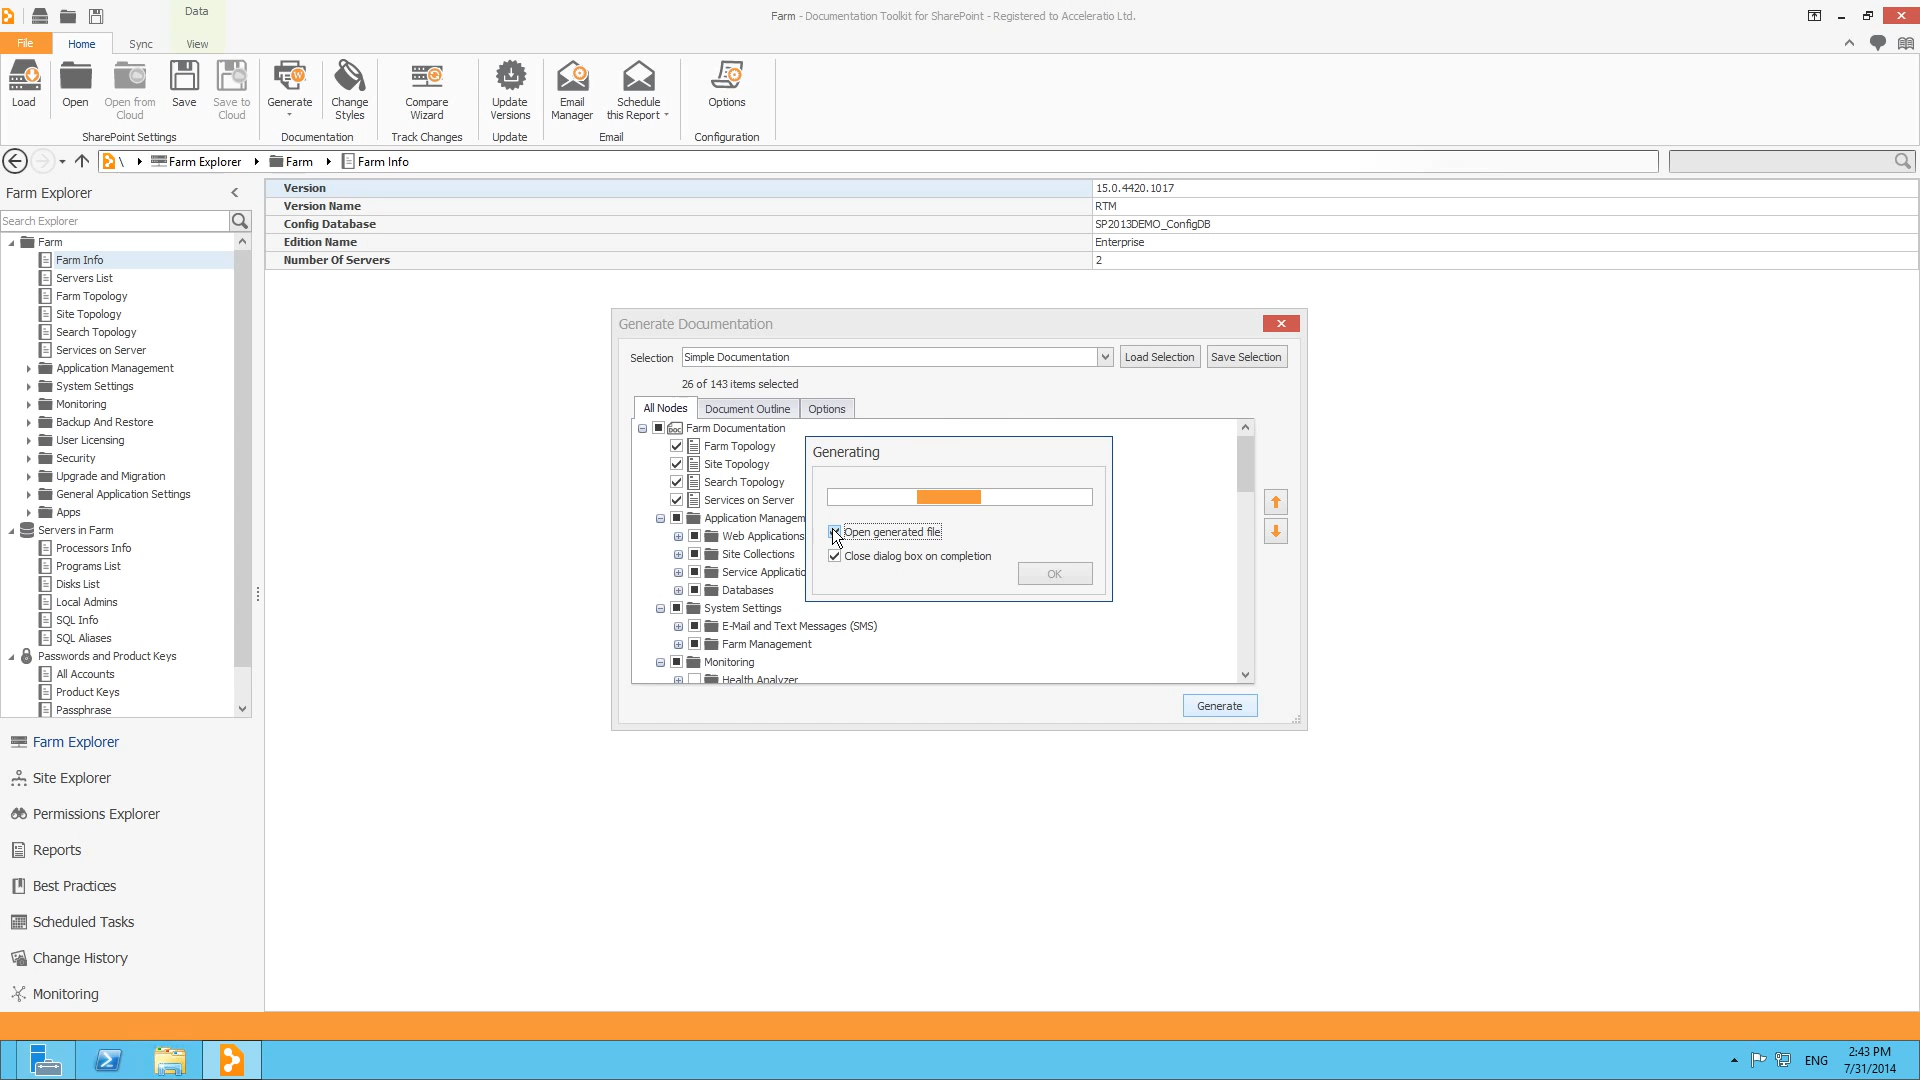 Data
Farm - Documentation Toolkit for SharePoint - Registered to Acceleratio Ltd.
File Home Sync View
Load Open Open from Cloud Save Save to Cloud Generate Change Styles Compare Wizard Update Versions Email Manager Schedule this Report Options
SharePoint Settings Documentation Track Changes Update Email Configuration
\ Farm Explorer Farm Farm Info
Farm Explorer
Search Explorer
Farm
Farm Info
Servers List
Farm Topology
Site Topology
Search Topology
Services on Server
Application Management
System Settings
Monitoring
Backup And Restore
User Licensing
Security
Upgrade and Migration
General Application Settings
Apps
Servers in Farm
Processors Info
Programs List
Disks List
Local Admins
SQL Info
SQL Aliases
Passwords and Product Keys
All Accounts
Product Keys
Passphrase
Farm Explorer
Site Explorer
Permissions Explorer
Reports
Best Practices
Scheduled Tasks
Change History
Monitoring
Version 15.0.4420.1017
Version Name RTM
Config Database SP2013DEMO_ConfigDB
Edition Name Enterprise
Number Of Servers 2
Generate Documentation
Selection Simple Documentation Load Selection Save Selection
26 of 143 items selected
All Nodes Document Outline Options
DOC Farm Documentation
Farm Topology
Site Topology
Search Topology
Services on Server
Application Managem
Web Applications
Site Collections
Service Applicatio
Databases
System Settings
E-Mail and Text Messages (SMS)
Farm Management
Monitoring
Health Analyzer
Generate
Generating
Open generated file
Close dialog box on completion
OK
ENG
2:43 PM
7/31/2014